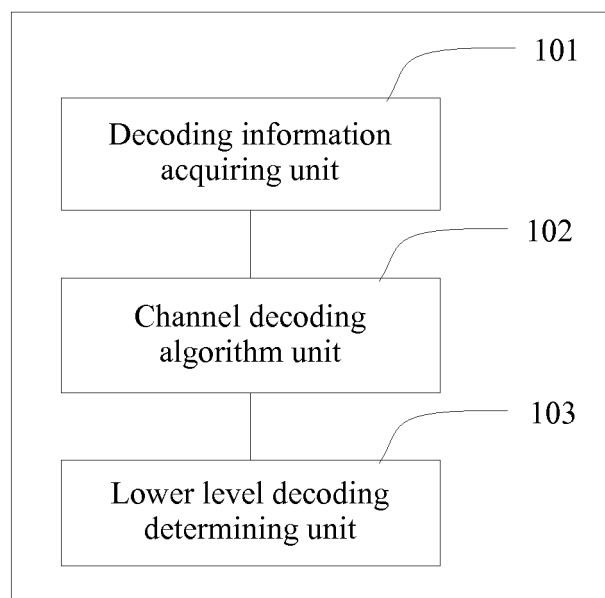 101
Decoding information
acquiring unit
102
Channel decoding
algorithm unit
103
Lower level decoding
determining unit